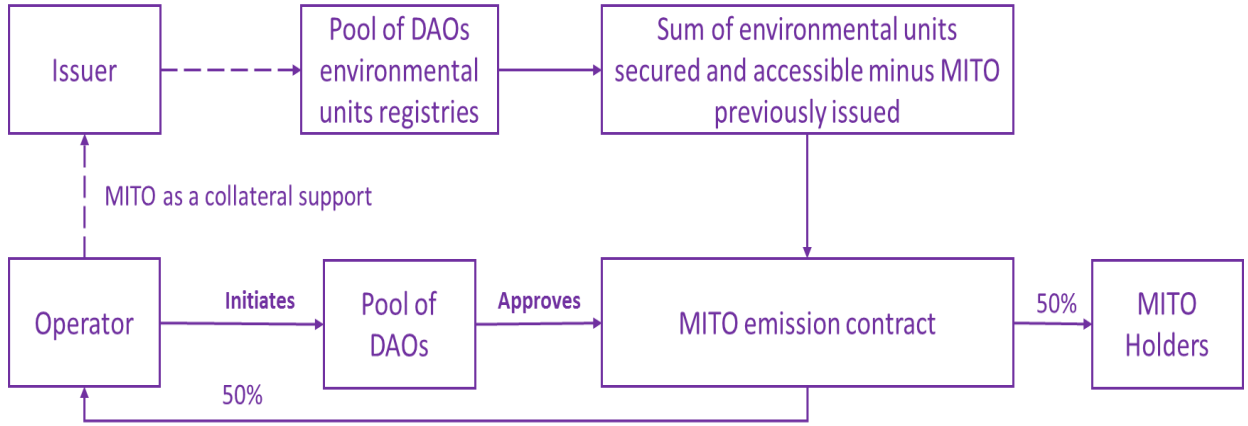 Issuer
Pool of DAOs
environmental
units registries
Sum of environmental units
secured and accessible minus MITO
previously issued
MITO as a collateral support
Operator
Initiates
Pool of
DAOs
Approves
MITO emission contract
50%
MITO
Holders
50%